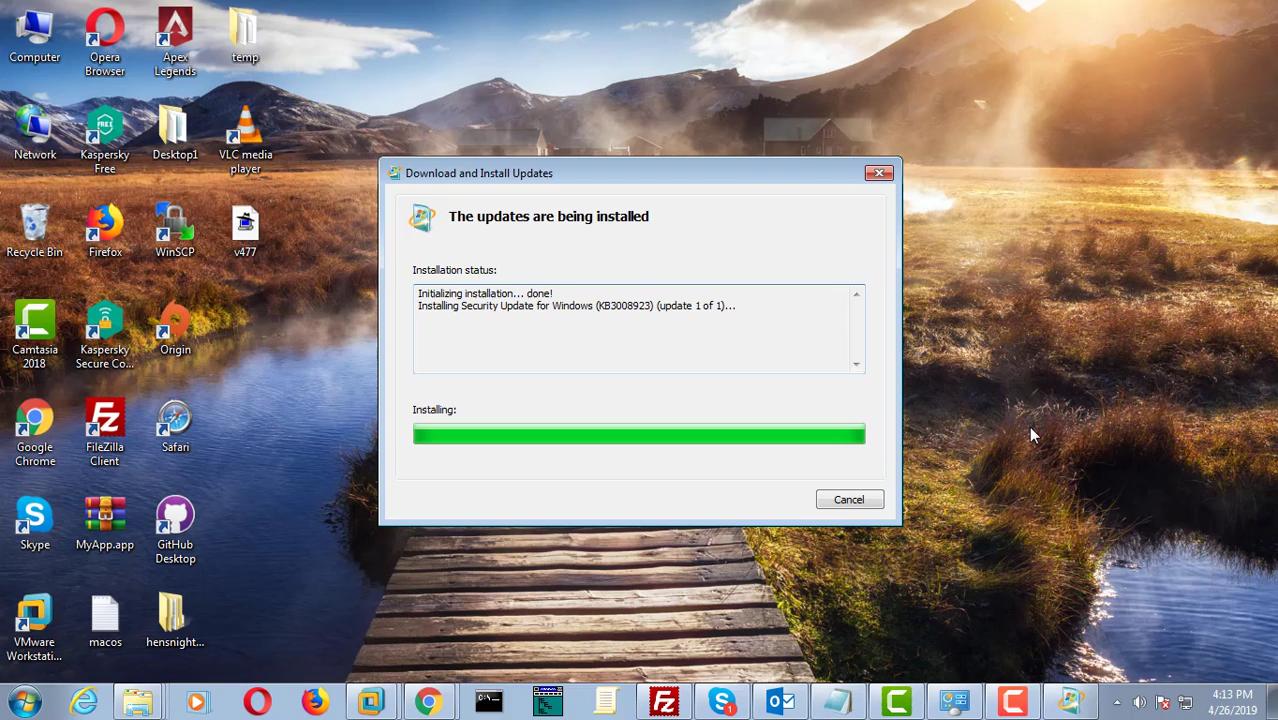 Computer
Opera
Browser
Apex
Legends
temp
Network
Kaspersky
Free
FREE
Desktop1
VLC media
player
Recycle Bin
Firefox
WinSCP
v477
Camtasia
2018
Kaspersky
Secure Co...
Origin
Google
Chrome
FileZilla
Client
Safari
Skype
MyApp.app
GitHub
Desktop
VMware
Workstati...
macos
hensnight...
Download and Install Updates
The updates are being installed
Installation status:
Initializing installation... done!
Installing Security Update for Windows (KB3008923) (update 1 of 1)...
Installing:
Cancel
C:\_
1
4:13 PM
4/26/2019